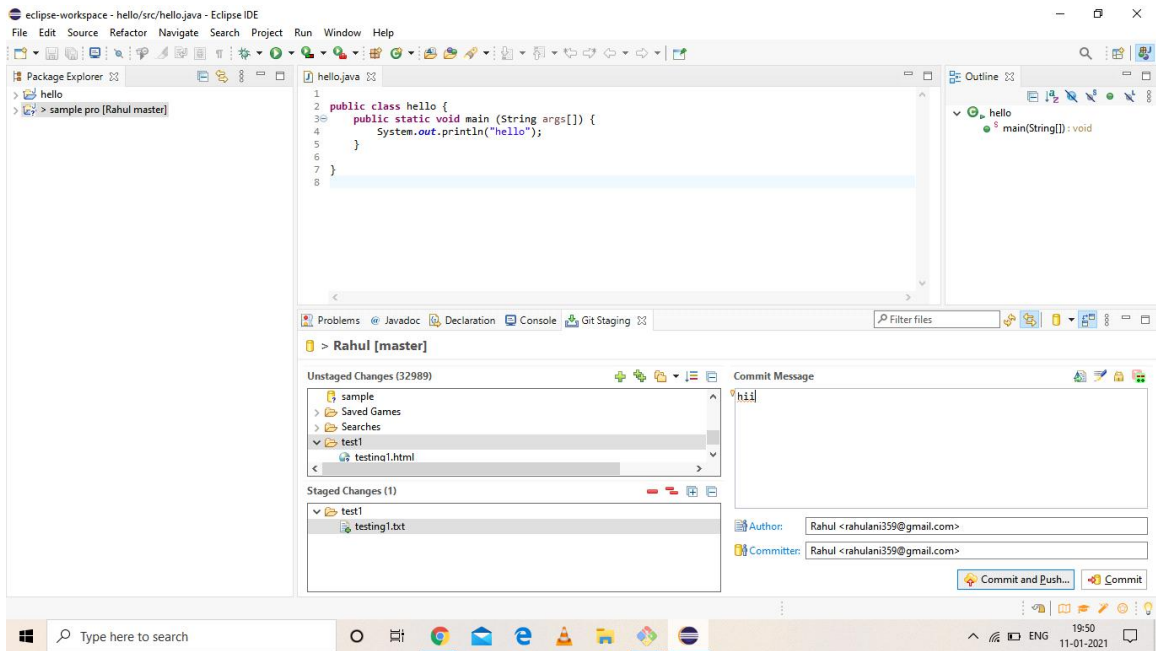 eclipse-workspace - hello/src/hello.java - Eclipse IDE
File Edit Source Refactor Navigate Search Project Run Window Help
Package Explorer
hello
> sample pro [Rahul master]
hello.java
1
2 public class hello {
3 public static void main (String args[]) {
4 System.out.println("hello");
5 }
6
7 }
8
Outline
hello
main(String[]) : void
Problems @ Javadoc Declaration Console Git Staging
Filter files
> Rahul [master]
Unstaged Changes (32989)
sample
Saved Games
Searches
test1
testing1.html
Staged Changes (1)
test1
testing1.txt
Commit Message
hii
Author: Rahul <rahulani359@gmail.com>
Committer: Rahul <rahulani359@gmail.com>
Commit and Push... Commit
Type here to search
ENG
19:50
11-01-2021